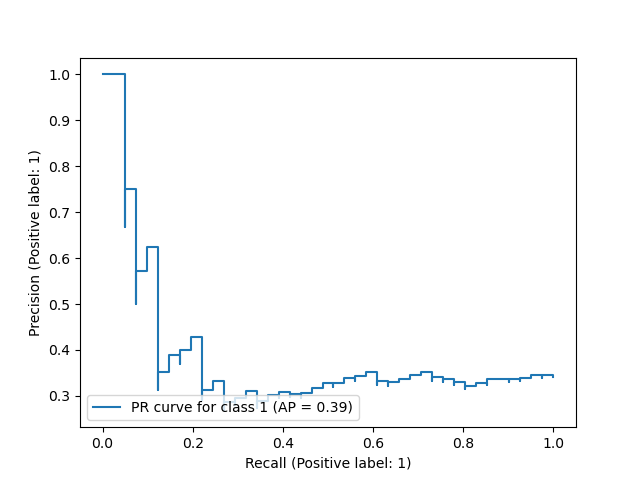 1.0
0.9
0.8
0.7
0.6
0.5
0.4
0.3
Precision (Positive label: 1)
PR curve for class 1 (AP = 0.39)
0.0 0.2 0.4 0.6 0.8 1.0
Recall (Positive label: 1)